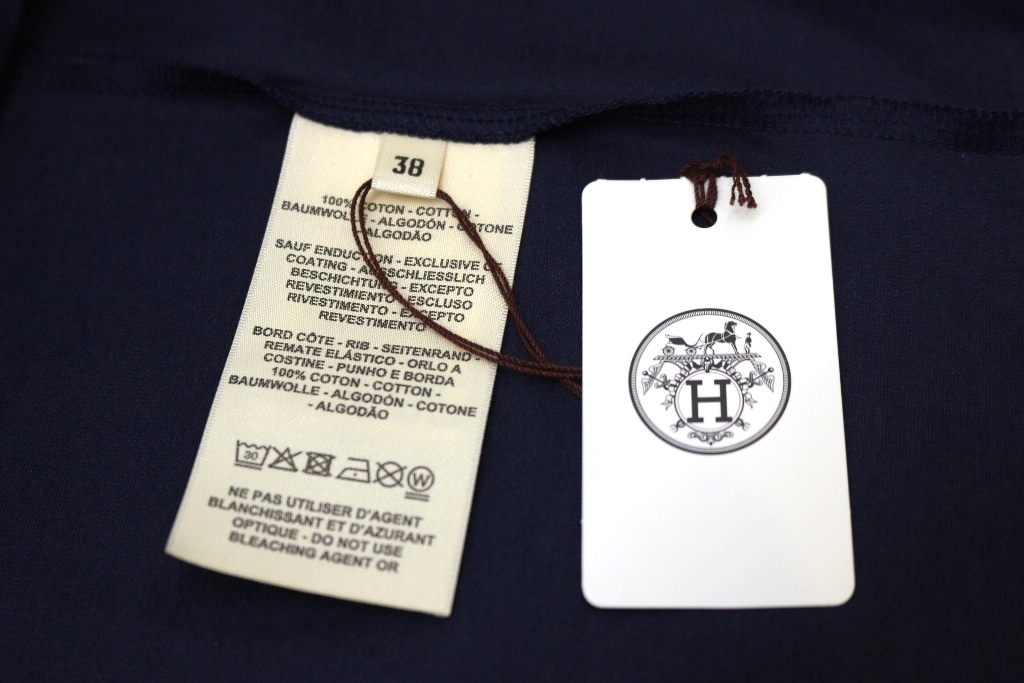 38
100% COTON - COTTON -
BAUMWOLLE - ALGODÓN - COTONE
- ALGODÃO
SAUF ENDUCTION - EXCLUSIVE OF
COATING - AUSSCHLIESSLICH
BESCHICHTUNG - EXCEPTO
REVESTIMIENTO - ESCLUSO
RIVESTIMENTO - EXCEPTO
REVESTIMENTO
BORD CÔTE - RIB - SEITENRAND -
REMATE ELÁSTICO - ORLO A
COSTINE - PUNHO E BORDA
100% COTON - COTTON -
BAUMWOLLE - ALGODÓN - COTONE
- ALGODÃO
30
W
NE PAS UTILISER D'AGENT
BLANCHISSANT ET D'AZURANT
OPTIQUE - DO NOT USE
BLEACHING AGENT OR
H